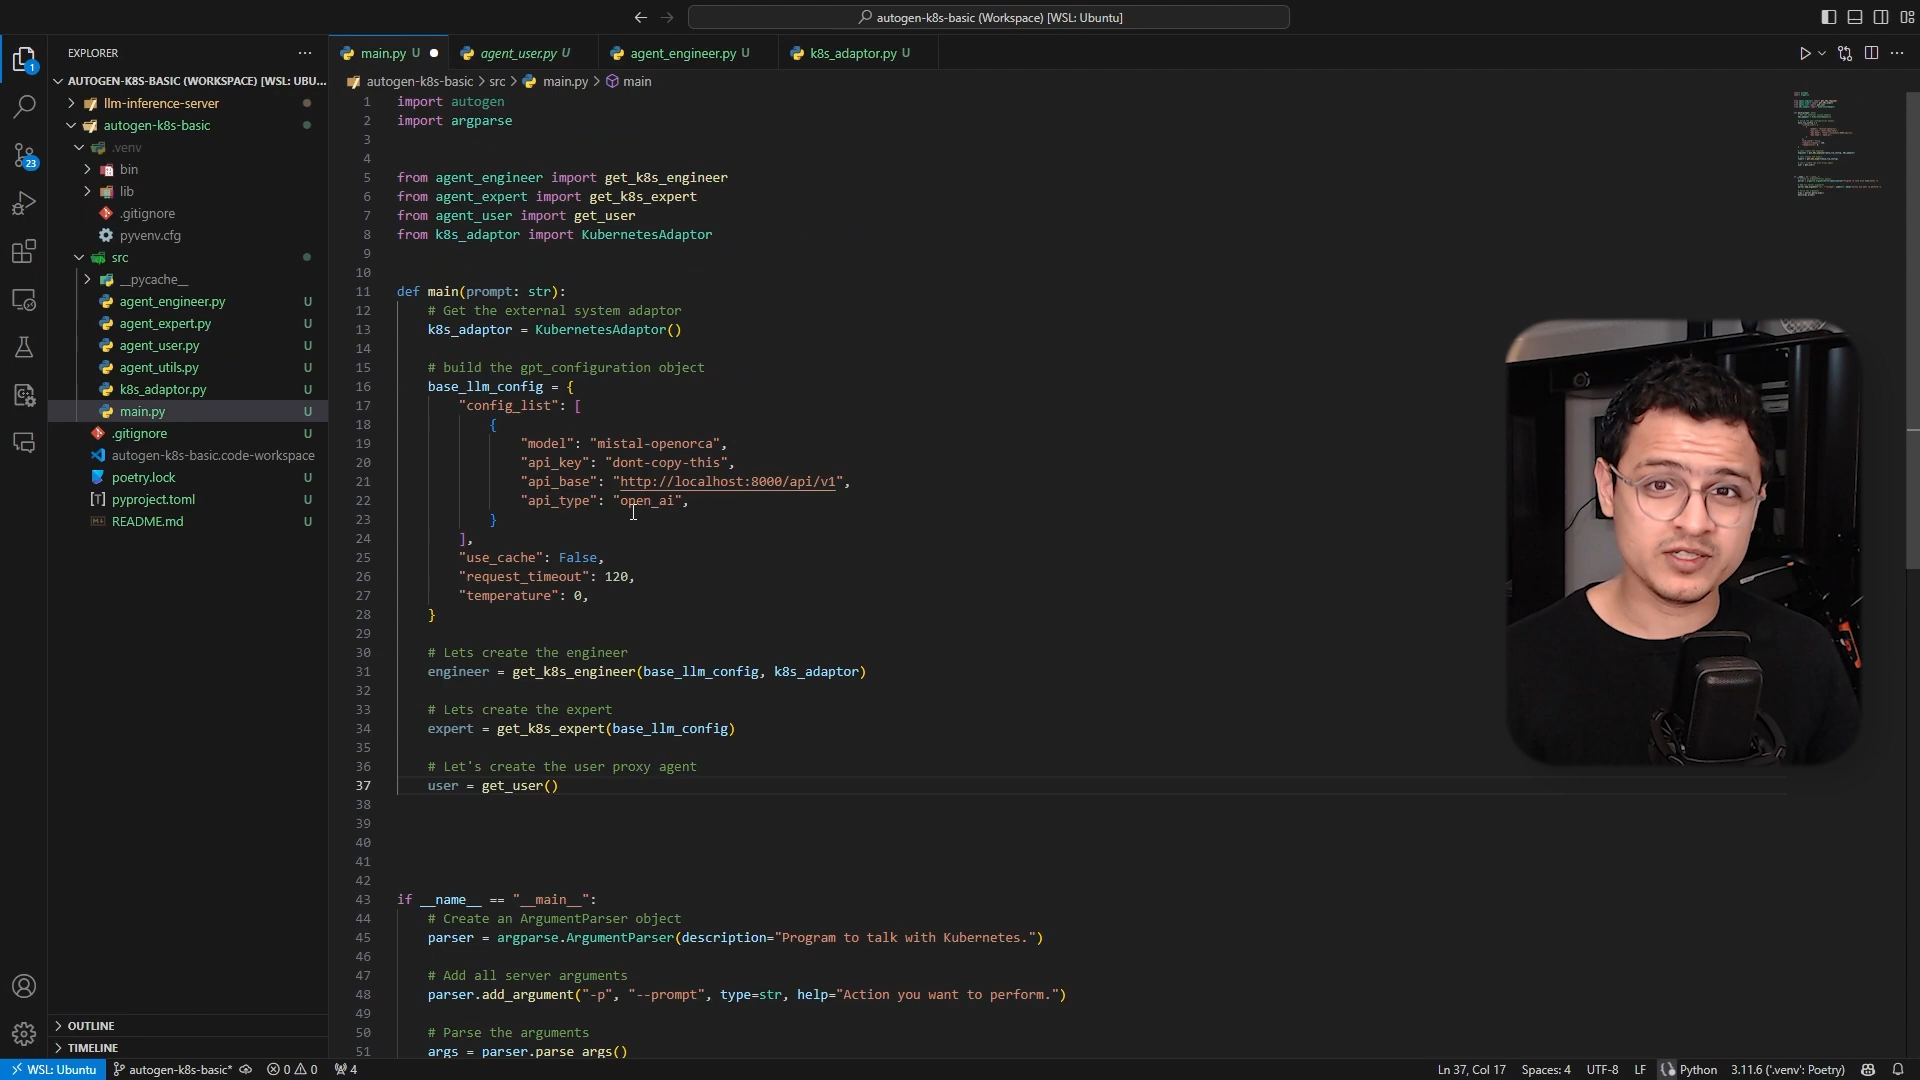 autogen-k8s-basic (Workspace) [WSL: Ubuntu]
EXPLORER
main.py U
agent_user.py U
agent_engineer.py U
k8s_adaptor.py U
1
23
AUTOGEN-K8S-BASIC (WORKSPACE) [WSL: UBU...
llm-inference-server
autogen-k8s-basic
.venv
bin
lib
.gitignore
pyvenv.cfg
src
__pycache__
agent_engineer.py U
agent_expert.py U
agent_user.py U
agent_utils.py U
k8s_adaptor.py U
main.py U
.gitignore U
autogen-k8s-basic.code-workspace
poetry.lock U
pyproject.toml U
README.md U
OUTLINE
TIMELINE
autogen-k8s-basic > src > main.py > main
1 import autogen
2 import argparse
3
4
5 from agent_engineer import get_k8s_engineer
6 from agent_expert import get_k8s_expert
7 from agent_user import get_user
8 from k8s_adaptor import KubernetesAdaptor
9
10
11 def main(prompt: str):
12 # Get the external system adaptor
13 k8s_adaptor = KubernetesAdaptor()
14
15 # build the gpt_configuration object
16 base_llm_config = {
17 "config_list": [
18 {
19 "model": "mistal-openorca",
20 "api_key": "dont-copy-this",
21 "api_base": "http://localhost:8000/api/v1",
22 "api_type": "open_ai",
23 }
24 ],
25 "use_cache": False,
26 "request_timeout": 120,
27 "temperature": 0,
28 }
29
30 # Lets create the engineer
31 engineer = get_k8s_engineer(base_llm_config, k8s_adaptor)
32
33 # Lets create the expert
34 expert = get_k8s_expert(base_llm_config)
35
36 # Let's create the user proxy agent
37 user = get_user()
38
39
40
41
42
43 if __name__ == "__main__":
44 # Create an ArgumentParser object
45 parser = argparse.ArgumentParser(description="Program to talk with Kubernetes.")
46
47 # Add all server arguments
48 parser.add_argument("-p", "--prompt", type=str, help="Action you want to perform.")
49
50 # Parse the arguments
51 args = parser.parse_args()
WSL: Ubuntu
autogen-k8s-basic*
0 0
4
Ln 37, Col 17
Spaces: 4
UTF-8
LF
Python
3.11.6 ('.venv': Poetry)